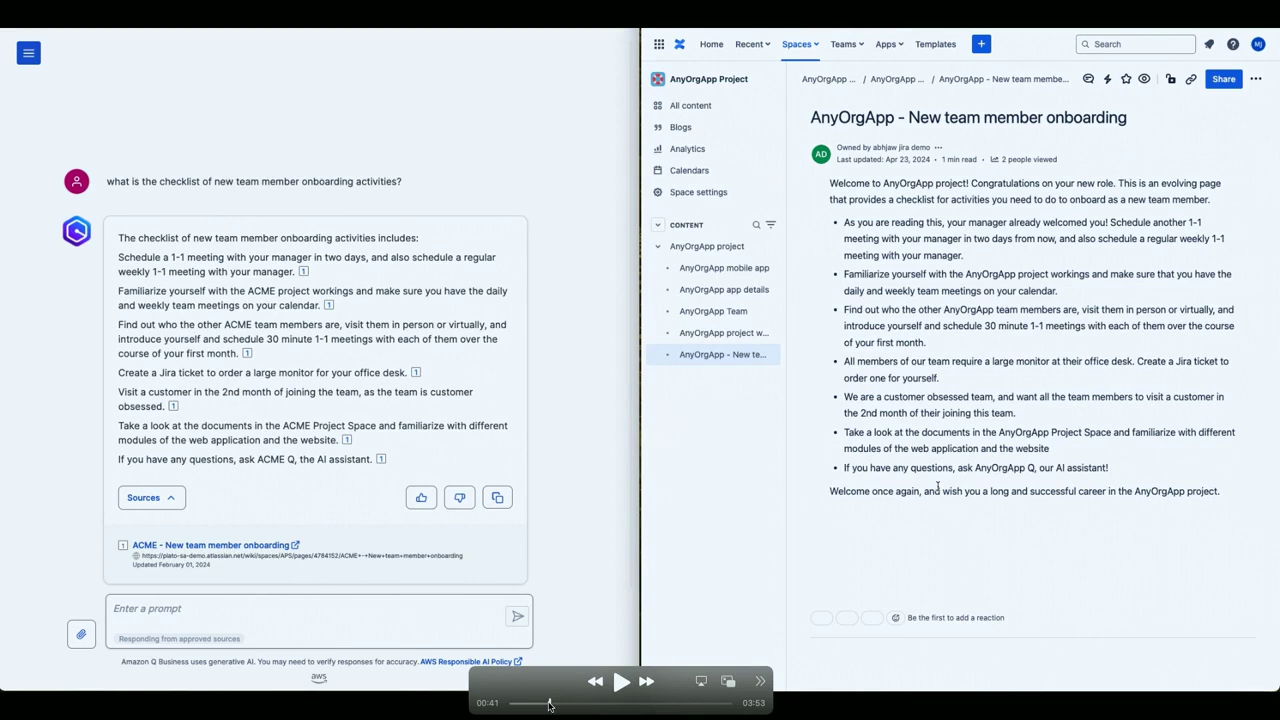 what is the checklist of new team member onboarding activities?
The checklist of new team member onboarding activities includes:
Schedule a 1-1 meeting with your manager in two days, and also schedule a regular
weekly 1-1 meeting with your manager. 1
Familiarize yourself with the ACME project workings and make sure you have the daily
and weekly team meetings on your calendar. 1
Find out who the other ACME team members are, visit them in person or virtually, and
introduce yourself and schedule 30 minute 1-1 meetings with each of them over the
course of your first month. 1
Create a Jira ticket to order a large monitor for your office desk. 1
Visit a customer in the 2nd month of joining the team, as the team is customer
obsessed. 1
Take a look at the documents in the ACME Project Space and familiarize with different
modules of the web application and the website. 1
If you have any questions, ask ACME Q, the AI assistant. 1
Sources
1 ACME - New team member onboarding
https://plato-sa-demo.atlassian.net/wiki/spaces/APS/pages/4784152/ACME+-+New+team+member+onboarding
Updated February 01, 2024
Enter a prompt
Responding from approved sources
Amazon Q Business uses generative AI. You may need to verify responses for accuracy. AWS Responsible AI Policy
aws
Home Recent Spaces Teams Apps Templates + Search ? MJ
AnyOrgApp Project
All content
Blogs
Analytics
Calendars
Space settings
CONTENT
AnyOrgApp project
AnyOrgApp mobile app
AnyOrgApp app details
AnyOrgApp Team
AnyOrgApp project w...
AnyOrgApp - New te...
AnyOrgApp ... / AnyOrgApp ... / AnyOrgApp - New team membe... Share
AnyOrgApp - New team member onboarding
AD
Owned by abhjaw jira demo
Last updated: Apr 23, 2024 • 1 min read • 2 people viewed
Welcome to AnyOrgApp project! Congratulations on your new role. This is an evolving page
that provides a checklist for activities you need to do to onboard as a new team member.
• As you are reading this, your manager already welcomed you! Schedule another 1-1
meeting with your manager in two days from now, and also schedule a regular weekly 1-1
meeting with your manager.
• Familiarize yourself with the AnyOrgApp project workings and make sure that you have the
daily and weekly team meetings on your calendar.
• Find out who the other AnyOrgApp team members are, visit them in person or virtually, and
introduce yourself and schedule 30 minute 1-1 meetings with each of them over the course
of your first month.
• All members of our team require a large monitor at their office desk. Create a Jira ticket to
order one for yourself.
• We are a customer obsessed team, and want all the team members to visit a customer in
the 2nd month of their joining this team.
• Take a look at the documents in the AnyOrgApp Project Space and familiarize with different
modules of the web application and the website
• If you have any questions, ask AnyOrgApp Q, our AI assistant!
Welcome once again, and wish you a long and successful career in the AnyOrgApp project.
Be the first to add a reaction
00:41 03:53